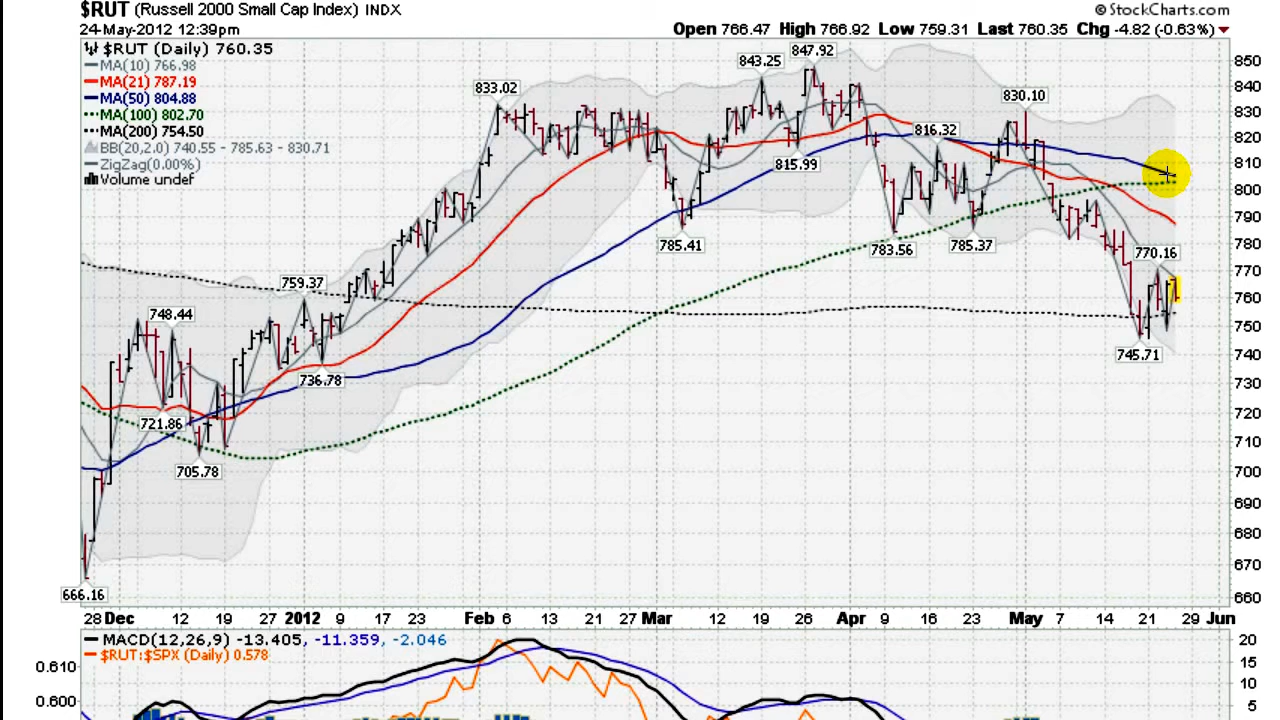 $RUT (Russell 2000 Small Cap Index) INDX
© StockCharts.com
24-May-2012 12:39pm
Open 766.47 High 766.92 Low 759.31 Last 760.35 Chg -4.82 (-0.63%)
$RUT (Daily) 760.35
MA(10) 766.98
MA(21) 787.19
MA(50) 804.88
MA(100) 802.70
MA(200) 754.50
BB(20,2.0) 740.55 - 785.63 - 830.71
ZigZag(0.00%)
Volume undef
833.02
843.25
847.92
830.10
816.32
815.99
785.41
783.56
785.37
770.16
759.37
748.44
745.71
736.78
721.86
705.78
666.16
850
840
830
820
810
800
790
780
770
760
750
740
730
720
710
700
690
680
670
660
28 Dec 12 19 27 2012 9 17 23 Feb 6 13 21 27 Mar 12 19 26 Apr 9 16 23 May 7 14 21 29 Jun
MACD(12,26,9) -13.405, -11.359, -2.046
$RUT:$SPX (Daily) 0.578
0.610
0.600
20
15
10
5